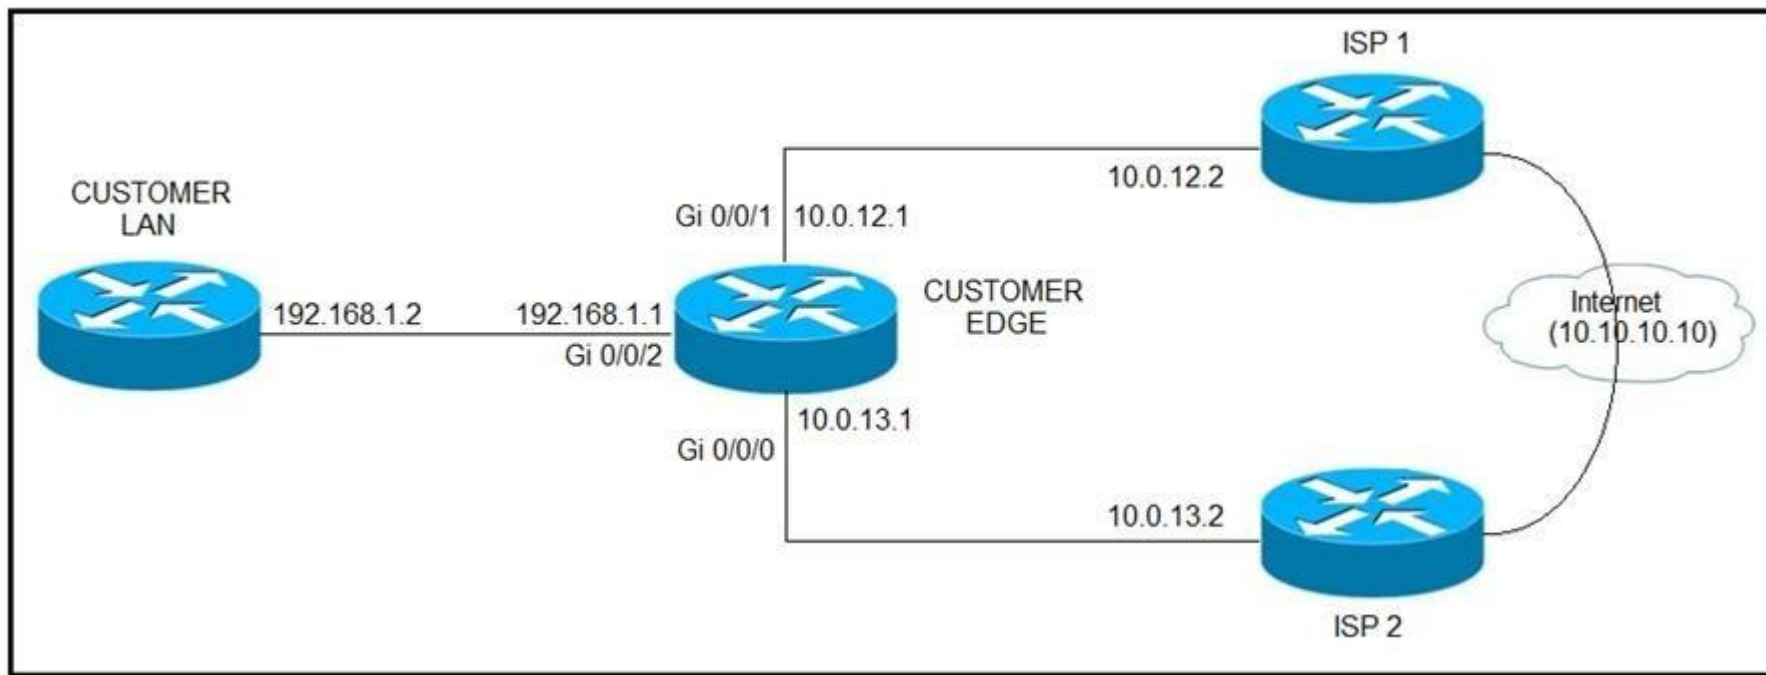 ISP 1
10.0.12.2
CUSTOMER
LAN
Gi 0/0/1
10.0.12.1
192.168.1.2
192.168.1.1
Gi 0/0/2
CUSTOMER
EDGE
Internet
(10.10.10.10)
10.0.13.1
Gi 0/0/0
10.0.13.2
ISP 2